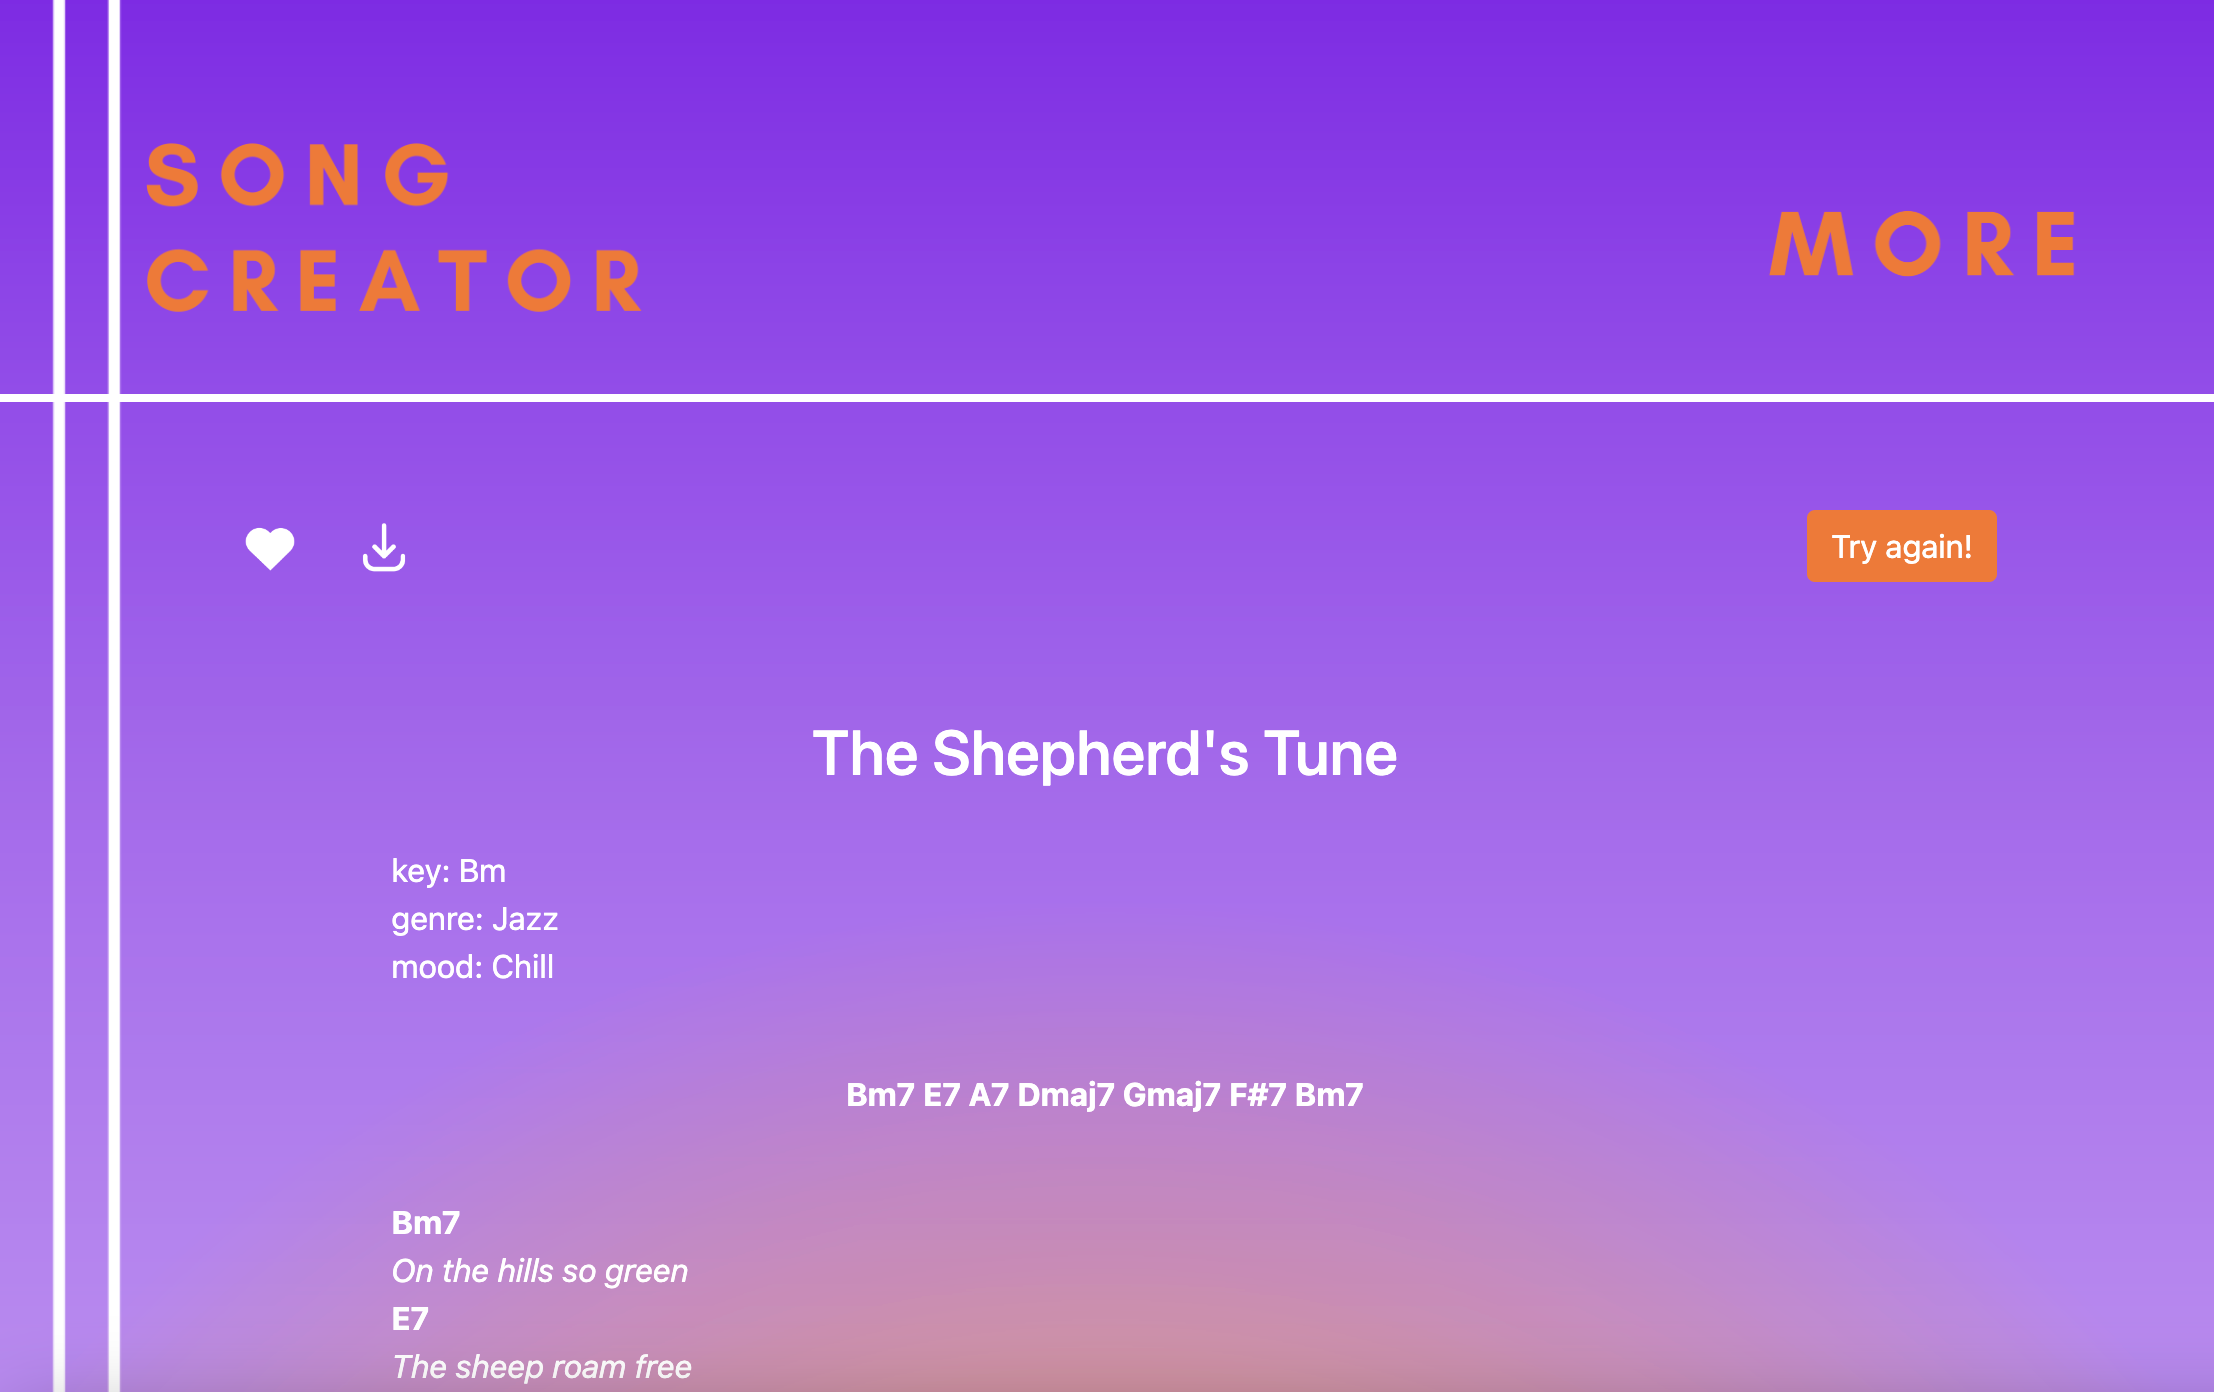 SONG
CREATOR
MORE
Try again!
The Shepherd's Tune
key: Bm
genre: Jazz
mood: Chill
Bm7 E7 A7 Dmaj7 Gmaj7 F#7 Bm7
Bm7
On the hills so green
E7
The sheep roam free